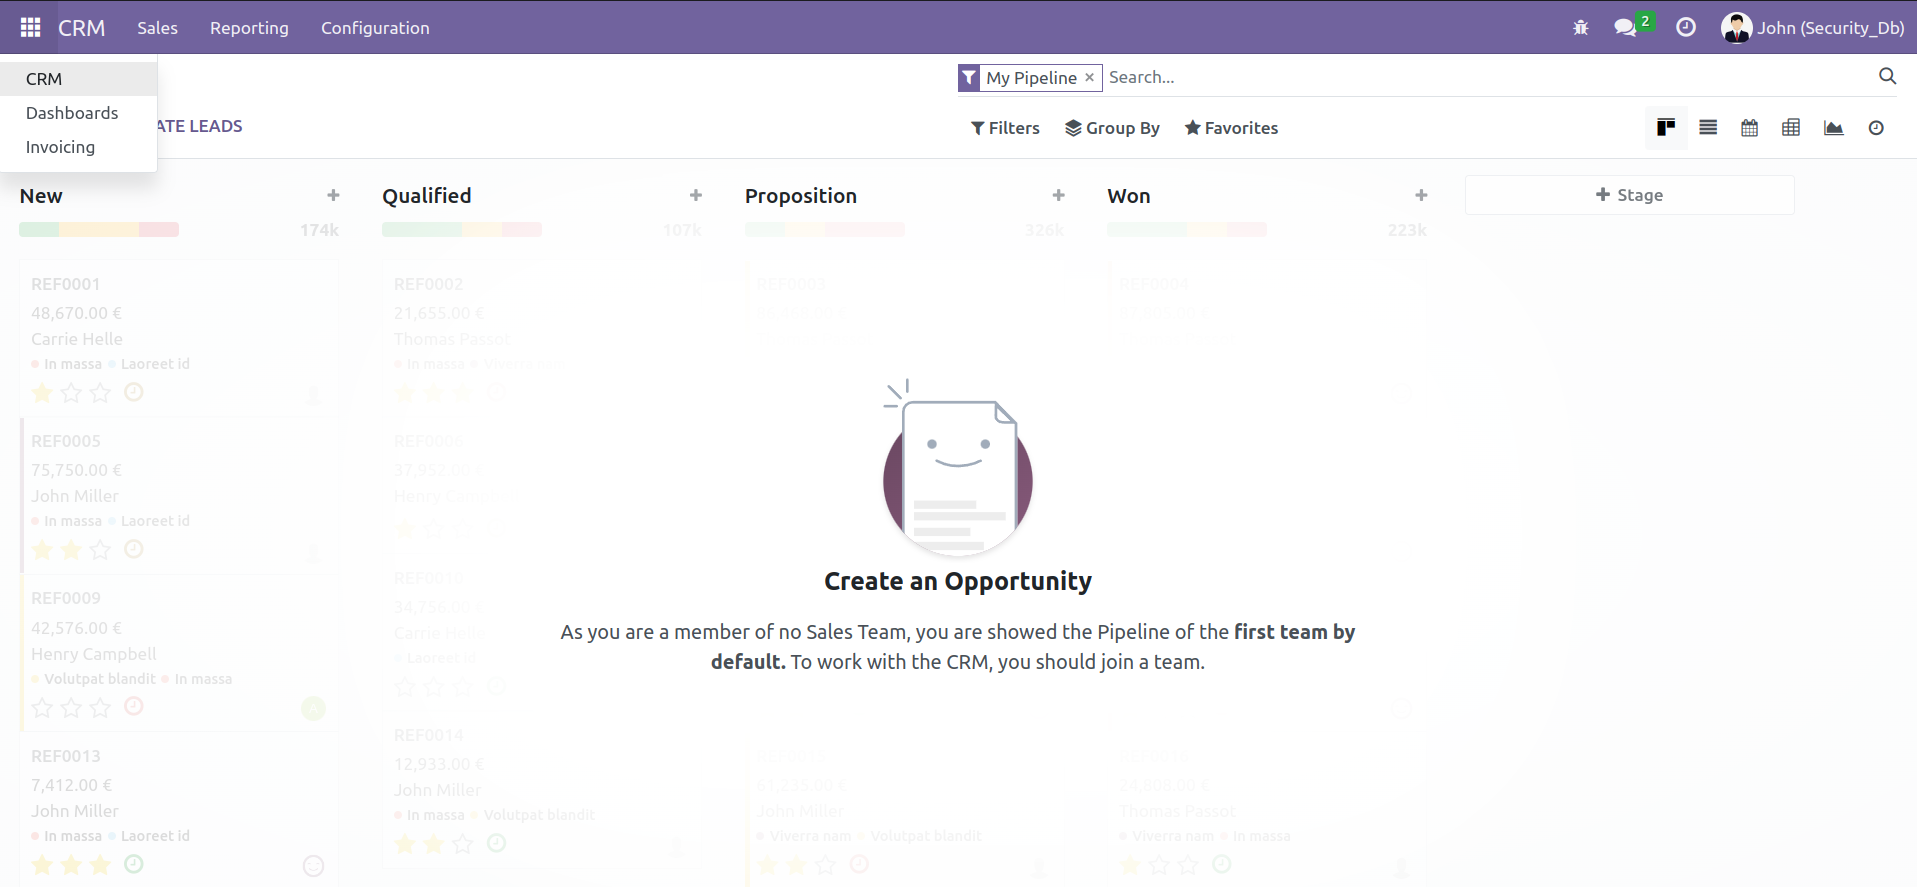 CRM Sales Reporting Configuration 2 John (Security_Db)
CRM
Dashboards
Invoicing
My Pipeline × Search...
ATE LEADS
Filters Group By Favorites
New + Qualified + Proposition + Won + + Stage
174k 107k 326k 223k
REF0001
48,670.00 €
Carrie Helle
In massa Laoreet id
REF0005
75,750.00 €
John Miller
In massa Laoreet id
REF0009
42,576.00 €
Henry Campbell
Volutpat blandit In massa
REF0013
7,412.00 €
John Miller
In massa Laoreet id
REF0002
21,655.00 €
Thomas Passot
In massa Viverra
REF0006
37,952.00 €
Henry
REF0010
34,756.00 €
Carrie Helle
Laoreet id
REF0014
12,933.00 €
John Miller
In massa Volutpat blandit
REF0003
61,235.00 €
John Miller
Viverra nam Volutpat blandit
REF0004
24,808.00 €
Thomas Passot
Viverra nam In massa
Create an Opportunity
As you are a member of no Sales Team, you are showed the Pipeline of the first team by
default. To work with the CRM, you should join a team.